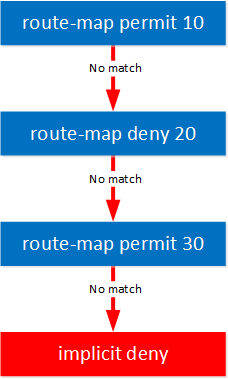 route-map permit 10
No match
route-map deny 20
No match
route-map permit 30
No match
implicit deny